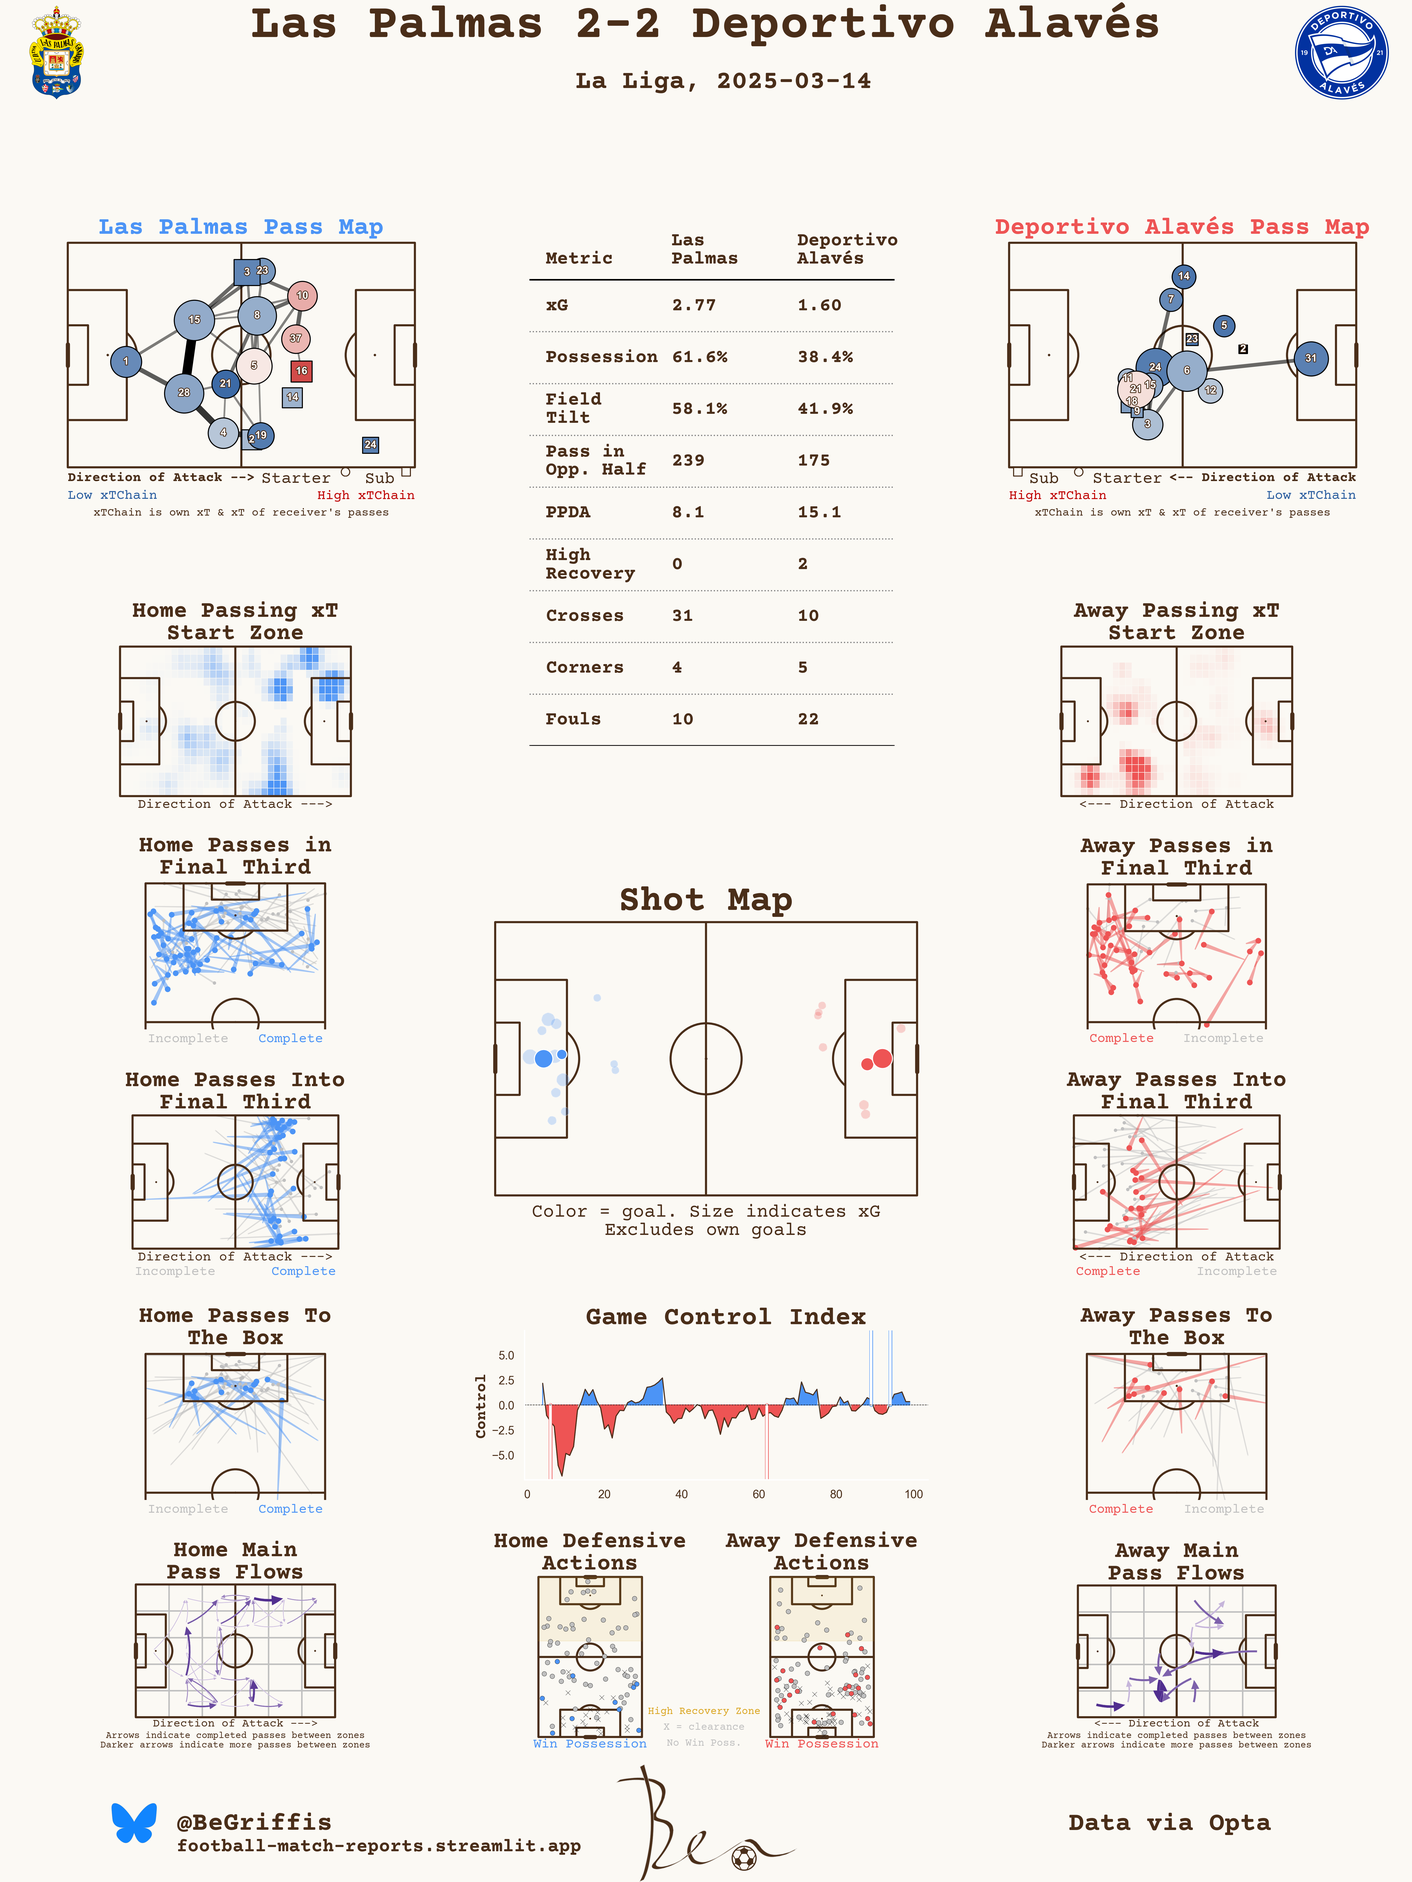 Las Palmas 2-2 Deportivo Alavés
La Liga, 2025-03-14
LAS PALMAS
DEPORTIVO
19 21
ALAVÉS
Las Palmas Pass Map
3 23
10
15 8
37
1 5
16
21
28 14
4 2 19
24
Direction of Attack --> Starter Sub
Low xTChain High xTChain
xTChain is own xT & xT of receiver's passes
Metric Las Palmas Deportivo Alavés
xG 2.77 1.60
Possession 61.6% 38.4%
Field Tilt 58.1% 41.9%
Pass in Opp. Half 239 175
PPDA 8.1 15.1
High Recovery 0 2
Crosses 31 10
Corners 4 5
Fouls 10 22
Deportivo Alavés Pass Map
14
7
5
23
2
31
24 6
11 15
21 12
18
9
3
Sub Starter <-- Direction of Attack
High xTChain Low xTChain
xTChain is own xT & xT of receiver's passes
Home Passing xT
Start Zone
Direction of Attack --->
Away Passing xT
Start Zone
<--- Direction of Attack
Home Passes in
Final Third
Incomplete Complete
Away Passes in
Final Third
Complete Incomplete
Shot Map
Color = goal. Size indicates xG
Excludes own goals
Home Passes Into
Final Third
Direction of Attack --->
Incomplete Complete
Away Passes Into
Final Third
<--- Direction of Attack
Complete Incomplete
Home Passes To
The Box
Incomplete Complete
Game Control Index
Control
5.0
2.5
0.0
−2.5
−5.0
0 20 40 60 80 100
Away Passes To
The Box
Complete Incomplete
Home Main
Pass Flows
Direction of Attack --->
Arrows indicate completed passes between zones
Darker arrows indicate more passes between zones
Home Defensive
Actions
Win Possession
High Recovery Zone
X = clearance
No Win Poss.
Away Defensive
Actions
Win Possession
Away Main
Pass Flows
<--- Direction of Attack
Arrows indicate completed passes between zones
Darker arrows indicate more passes between zones
@BeGriffis
football-match-reports.streamlit.app
Ben
Data via Opta